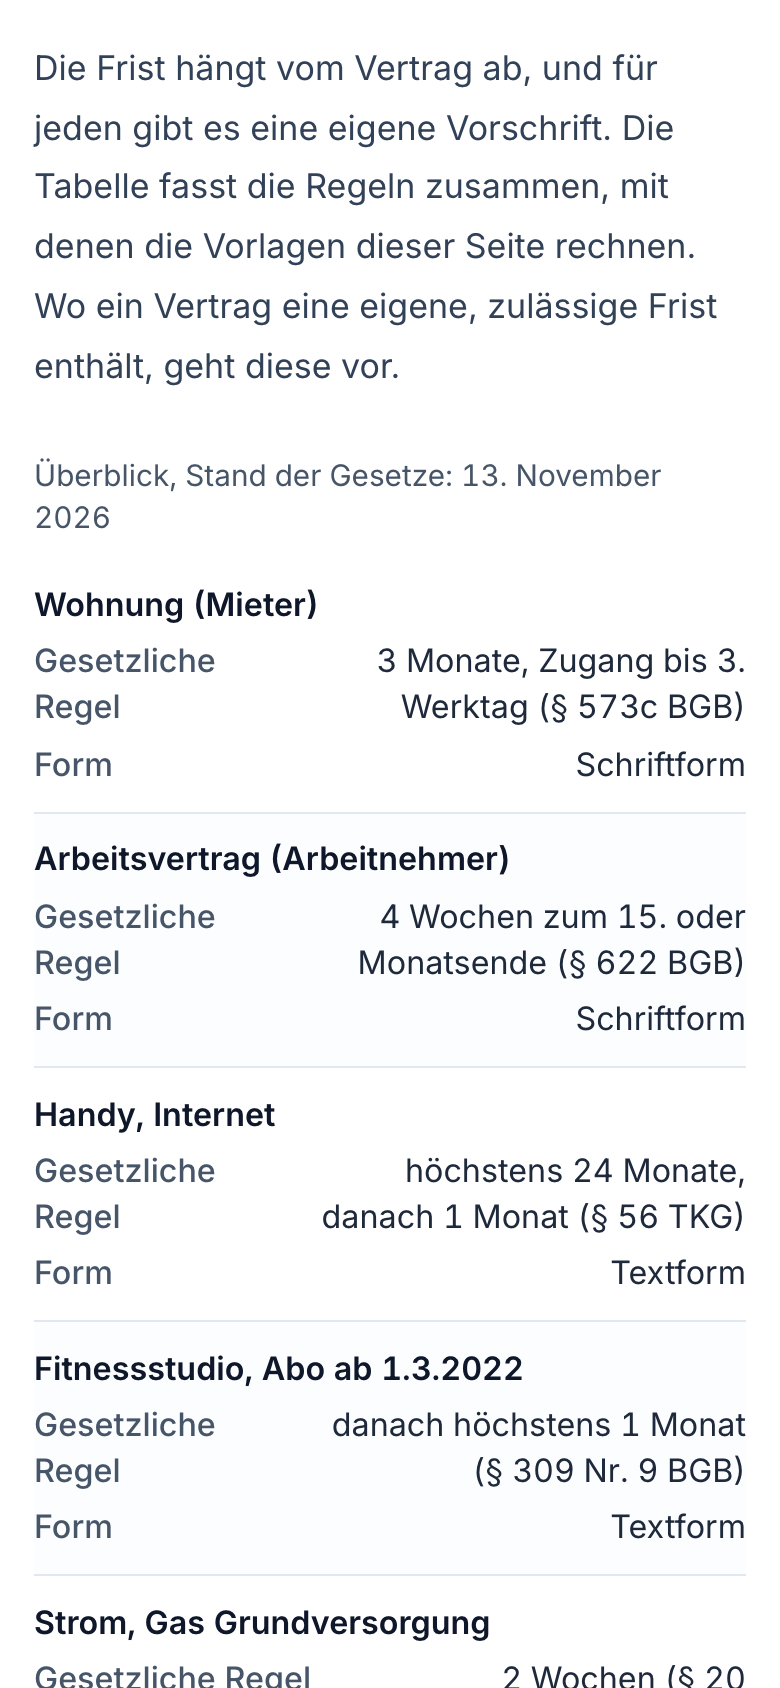 Die Frist hängt vom Vertrag ab, und für
jeden gibt es eine eigene Vorschrift. Die
Tabelle fasst die Regeln zusammen, mit
denen die Vorlagen dieser Seite rechnen.
Wo ein Vertrag eine eigene, zulässige Frist
enthält, geht diese vor.
Überblick, Stand der Gesetze: 13. November
2026
Wohnung (Mieter)
Gesetzliche 3 Monate, Zugang bis 3.
Regel Werktag (§ 573c BGB)
Form Schriftform
Arbeitsvertrag (Arbeitnehmer)
Gesetzliche 4 Wochen zum 15. oder
Regel Monatsende (§ 622 BGB)
Form Schriftform
Handy, Internet
Gesetzliche höchstens 24 Monate,
Regel danach 1 Monat (§ 56 TKG)
Form Textform
Fitnessstudio, Abo ab 1.3.2022
Gesetzliche danach höchstens 1 Monat
Regel (§ 309 Nr. 9 BGB)
Form Textform
Strom, Gas Grundversorgung
Gesetzliche Regel 2 Wochen (§ 20